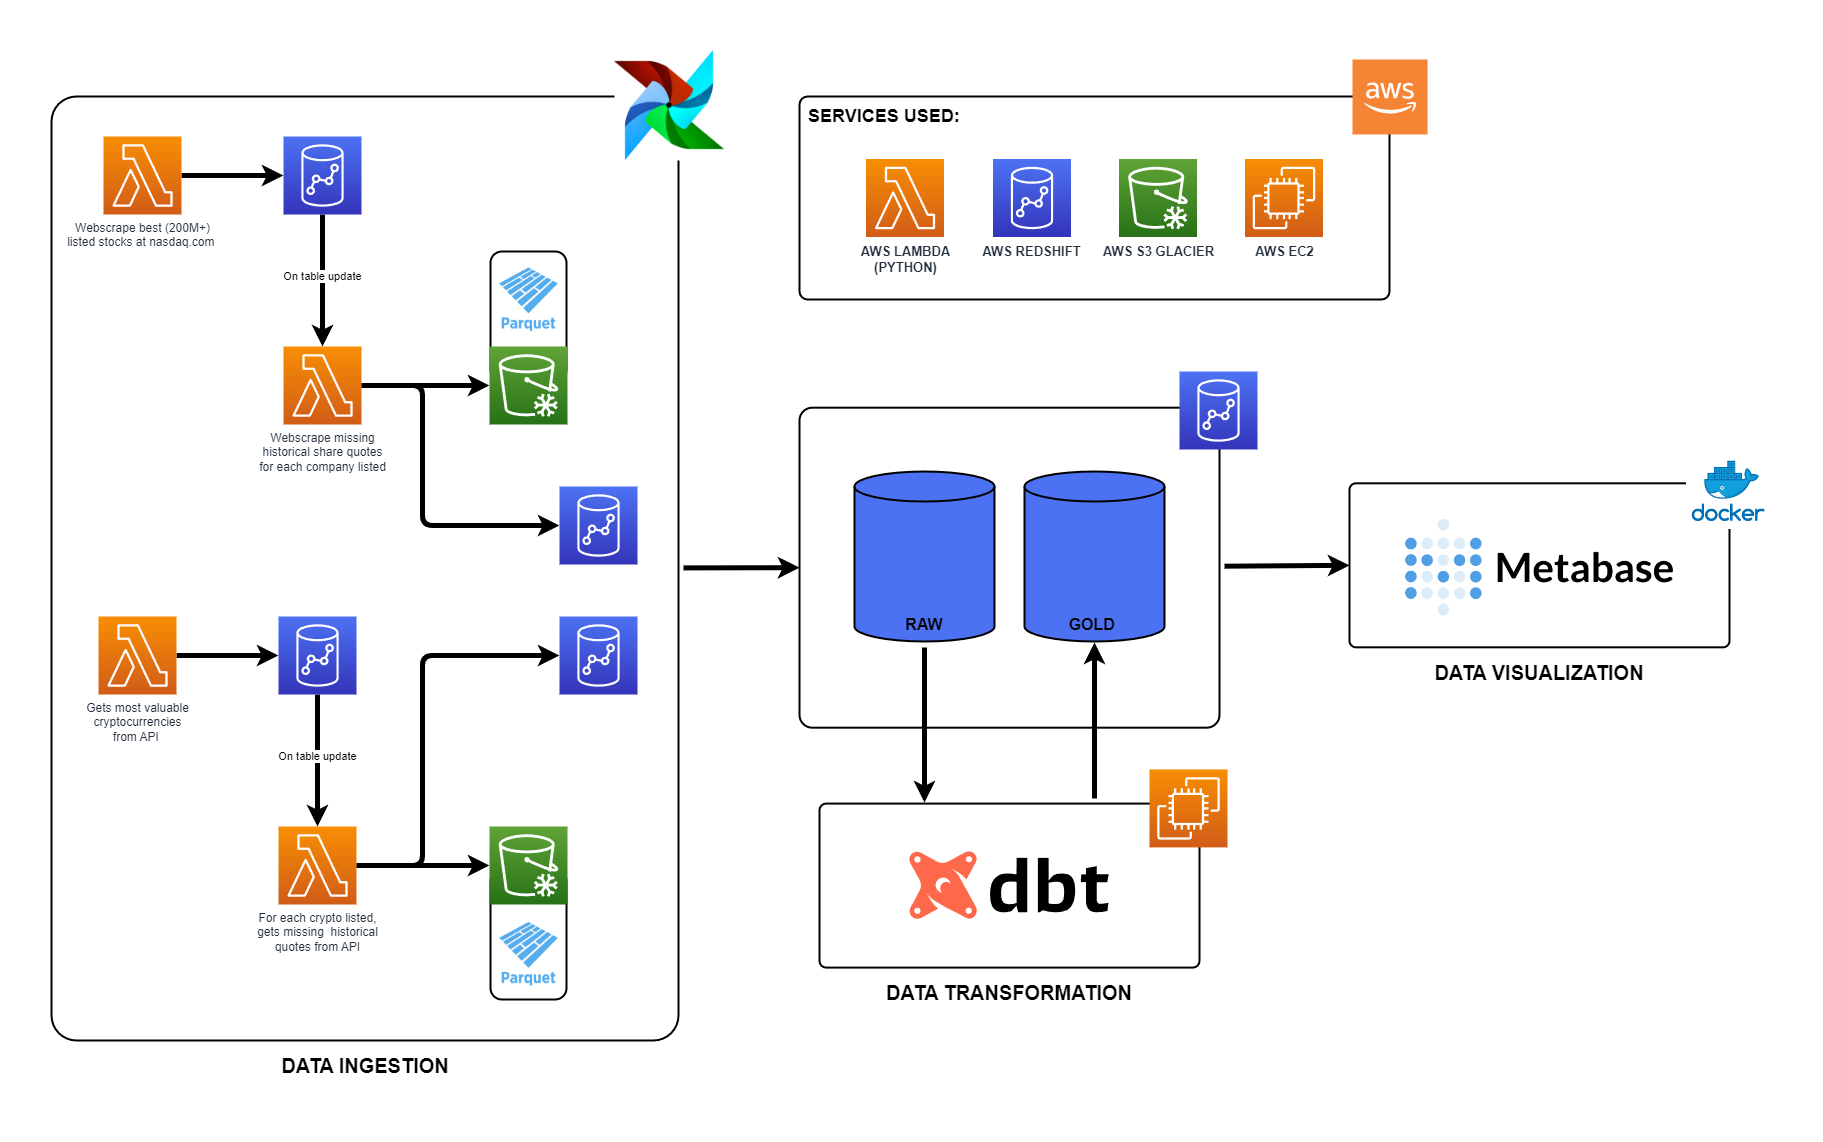 Webscrape best (200M+)
listed stocks at nasdaq.com
On table update
Parquet
Webscrape missing
historical share quotes
for each company listed
Gets most valuable
cryptocurrencies
from API
On table update
For each crypto listed,
gets missing historical
quotes from API
Parquet
DATA INGESTION
aws
SERVICES USED:
AWS LAMBDA
(PYTHON)
AWS REDSHIFT
AWS S3 GLACIER
AWS EC2
RAW
GOLD
dbt
DATA TRANSFORMATION
docker
Metabase
DATA VISUALIZATION